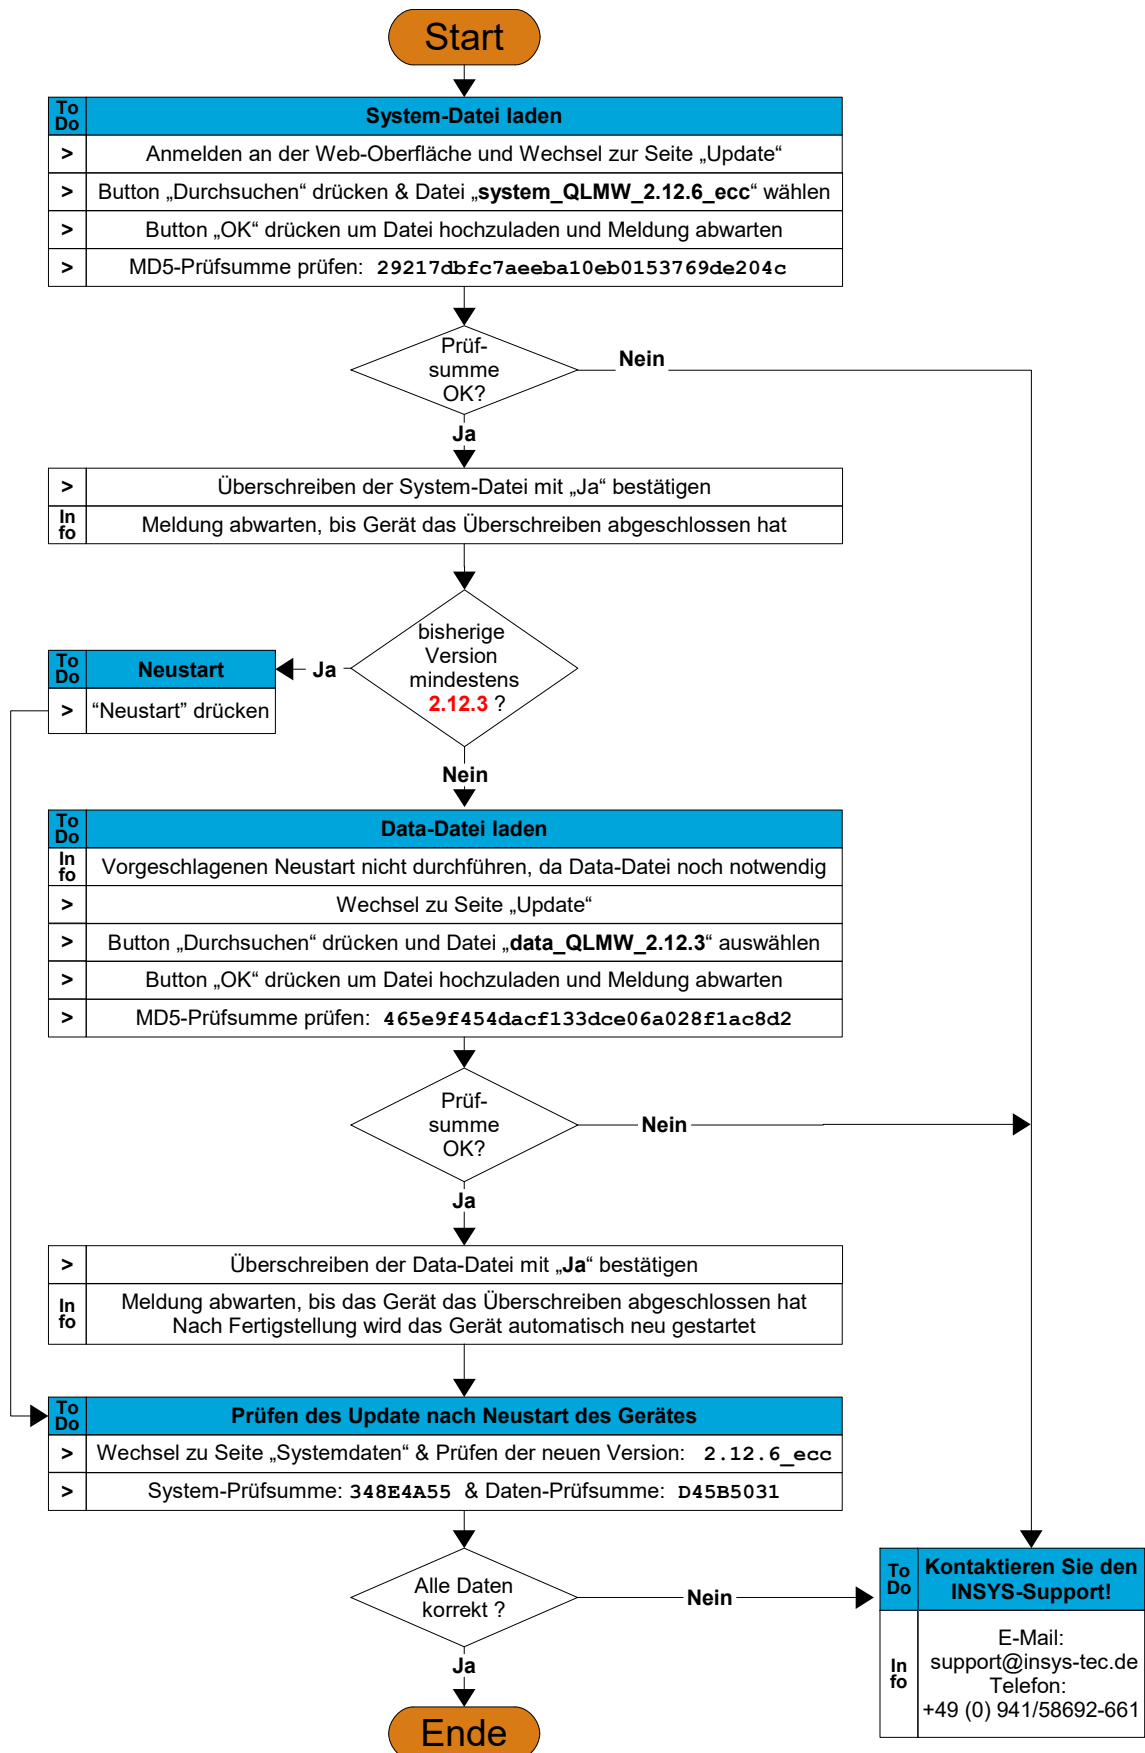 Start
To Do System-Datei laden
> Anmelden an der Web-Oberfläche und Wechsel zur Seite „Update“
> Button „Durchsuchen“ drücken & Datei „system_QLMW_2.12.6_ecc“ wählen
> Button „OK“ drücken um Datei hochzuladen und Meldung abwarten
> MD5-Prüfsumme prüfen: 29217dbfc7aeeba10eb0153769de204c
Prüf-
summe
OK?
Nein
Ja
> Überschreiben der System-Datei mit „Ja“ bestätigen
In fo Meldung abwarten, bis Gerät das Überschreiben abgeschlossen hat
bisherige
Version
mindestens
2.12.3 ?
Ja
To Do Neustart
> “Neustart” drücken
Nein
To Do Data-Datei laden
In fo Vorgeschlagenen Neustart nicht durchführen, da Data-Datei noch notwendig
> Wechsel zu Seite „Update“
> Button „Durchsuchen“ drücken und Datei „data_QLMW_2.12.3“ auswählen
> Button „OK“ drücken um Datei hochzuladen und Meldung abwarten
> MD5-Prüfsumme prüfen: 465e9f454dacf133dce06a028f1ac8d2
Prüf-
summe
OK?
Nein
Ja
> Überschreiben der Data-Datei mit „Ja“ bestätigen
In fo Meldung abwarten, bis das Gerät das Überschreiben abgeschlossen hat
Nach Fertigstellung wird das Gerät automatisch neu gestartet
To Do Prüfen des Update nach Neustart des Gerätes
> Wechsel zu Seite „Systemdaten“ & Prüfen der neuen Version: 2.12.6_ecc
> System-Prüfsumme: 348E4A55 & Daten-Prüfsumme: D45B5031
Alle Daten
korrekt ?
Nein
Ja
Ende
To Do Kontaktieren Sie den
INSYS-Support!
In fo E-Mail:
support@insys-tec.de
Telefon:
+49 (0) 941/58692-661